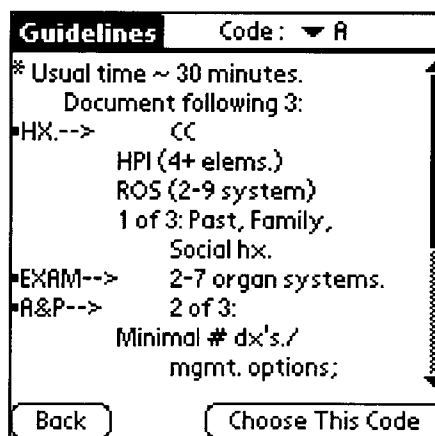 Guidelines Code: A
* Usual time ~ 30 minutes.
Document following 3:
▪HX.--> CC
HPI (4+ elems.)
ROS (2-9 system)
1 of 3: Past, Family,
Social hx.
▪EXAM--> 2-7 organ systems.
▪A&P--> 2 of 3:
Minimal # dx's./
mgmt. options;
Back Choose This Code